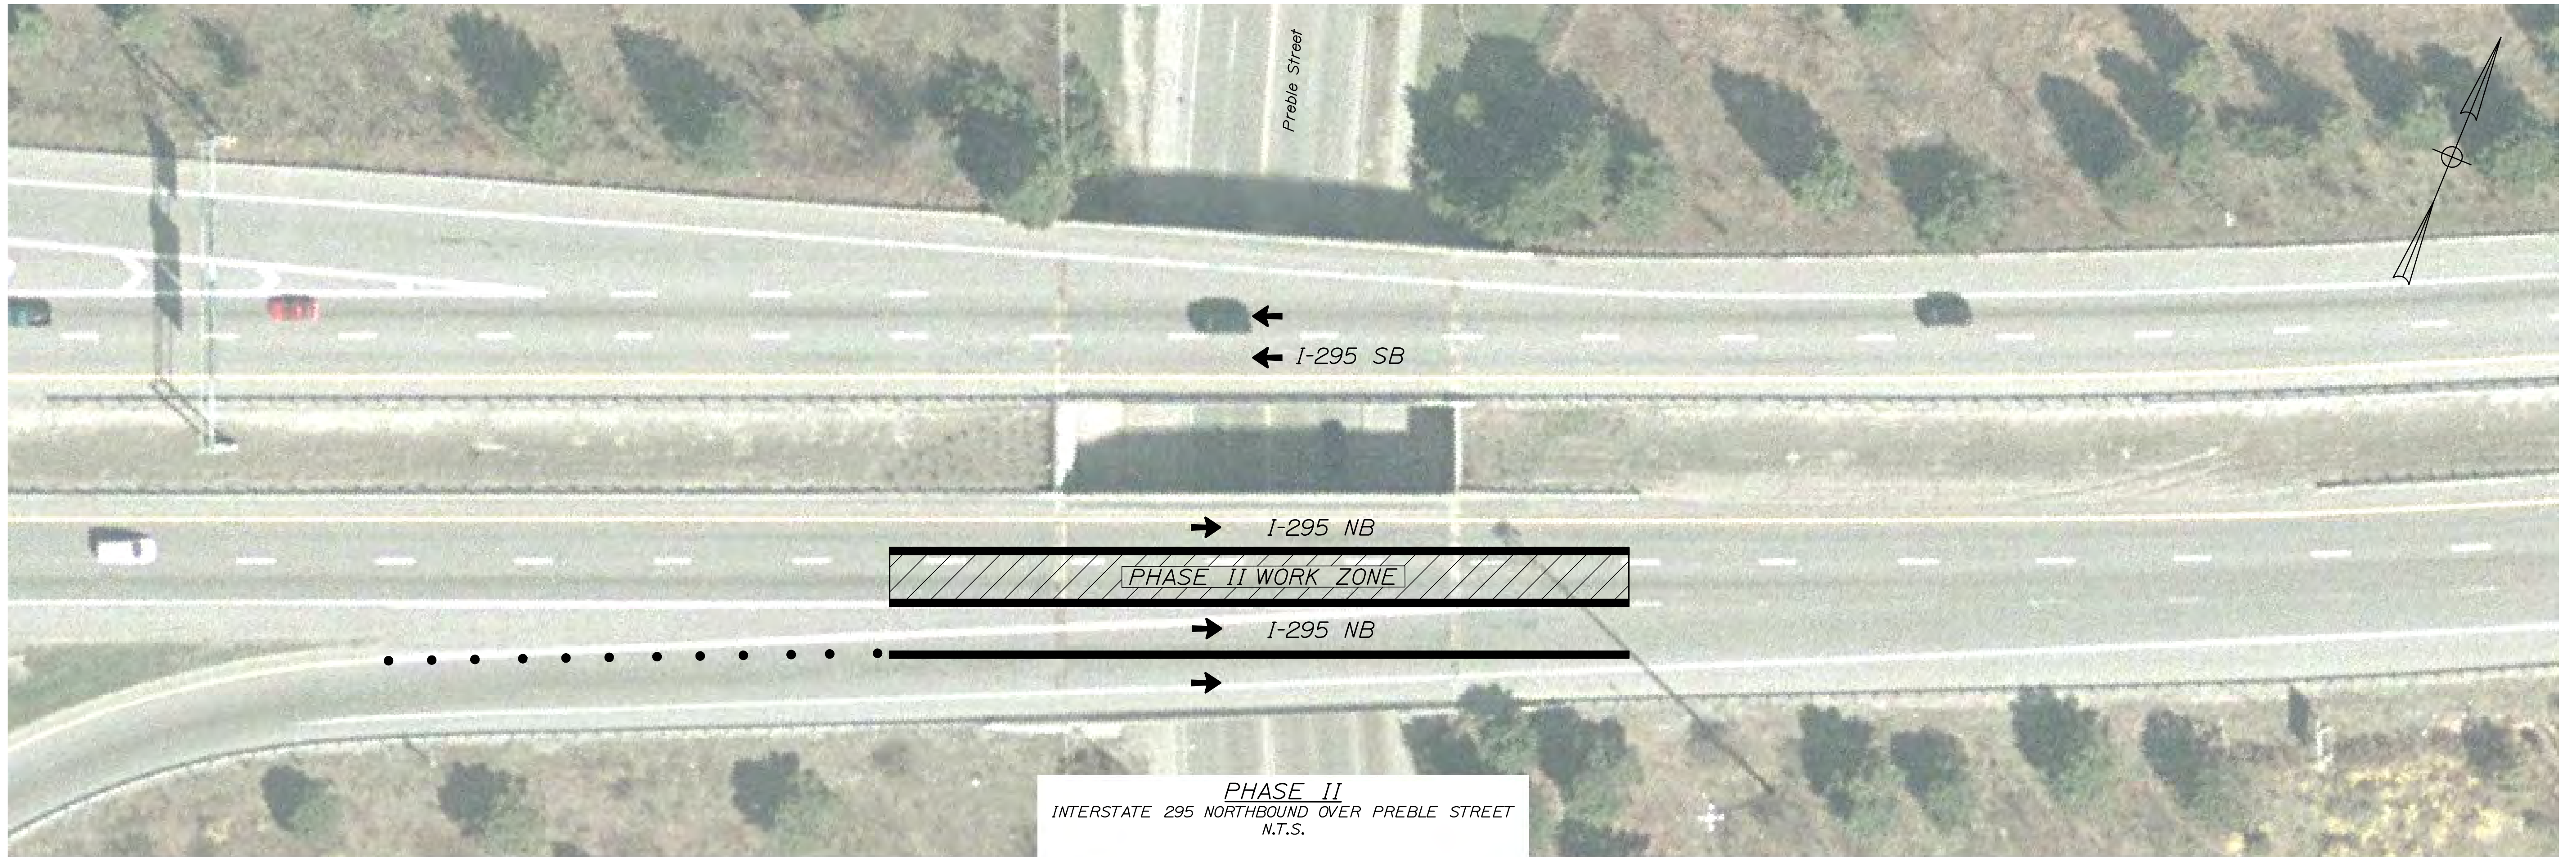 Preble Street
I-295 SB
I-295 NB
PHASE II WORK ZONE
I-295 NB
PHASE II
INTERSTATE 295 NORTHBOUND OVER PREBLE STREET
N.T.S.